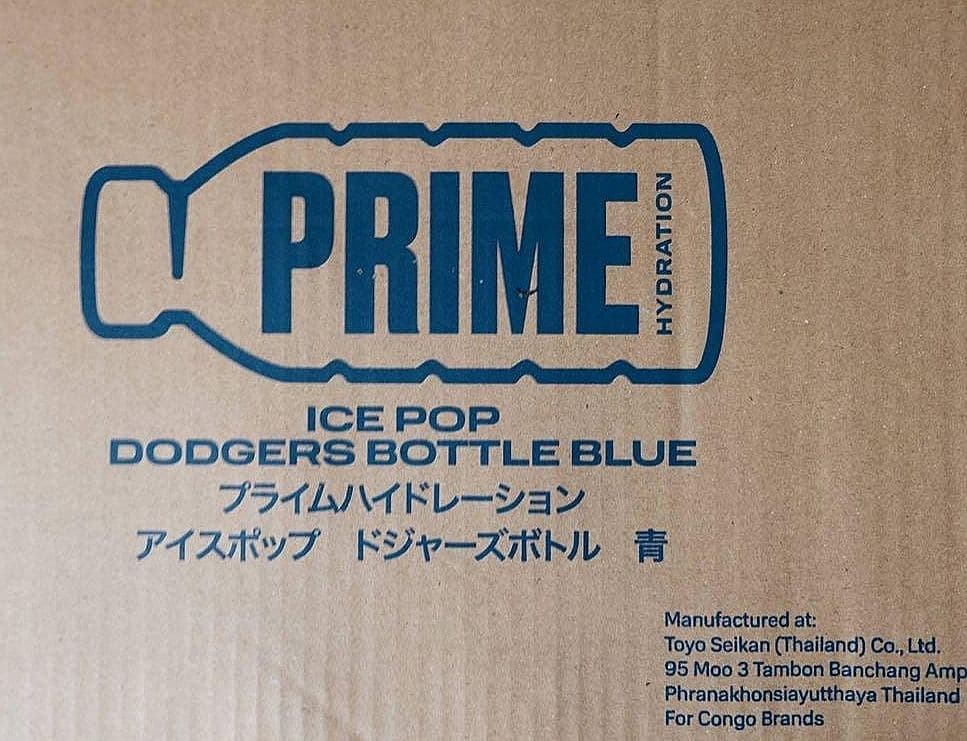 PRIME
HYDRATION
ICE POP
DODGERS BOTTLE BLUE
プライムハイドレーション
アイスポップ　ドジャーズボトル　青
Manufactured at:
Toyo Seikan (Thailand) Co., Ltd.
95 Moo 3 Tambon Banchang Amp
Phranakhonsiayutthaya Thailand
For Congo Brands